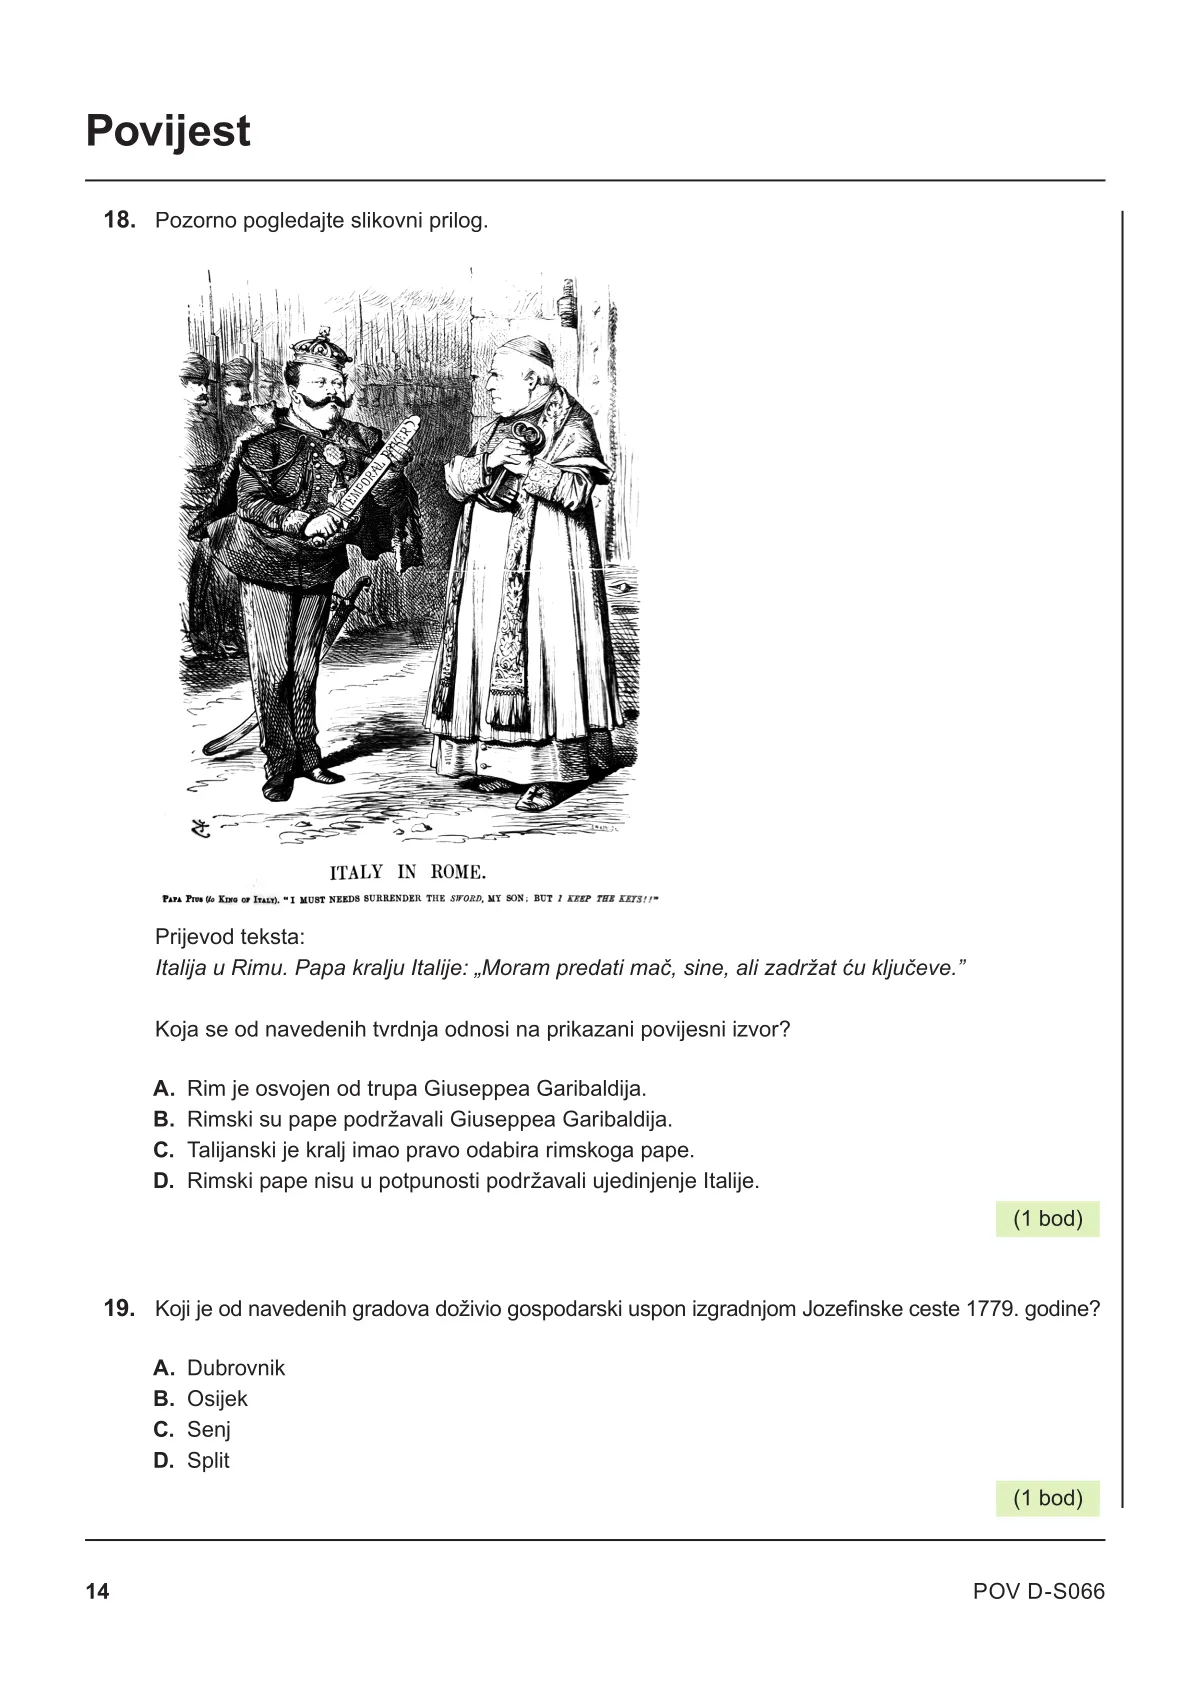 Povijest
18. Pozorno pogledajte slikovni prilog.
TEMPORAL POWER
ITALY IN ROME.
PAPA PIUS (to KING OF ITALY). "I MUST NEEDS SURRENDER THE SWORD, MY SON; BUT I KEEP THE KEYS!!"
Prijevod teksta:
Italija u Rimu. Papa kralju Italije: „Moram predati mač, sine, ali zadržat ću ključeve.”
Koja se od navedenih tvrdnja odnosi na prikazani povijesni izvor?
A. Rim je osvojen od trupa Giuseppea Garibaldija.
B. Rimski su pape podržavali Giuseppea Garibaldija.
C. Talijanski je kralj imao pravo odabira rimskoga pape.
D. Rimski pape nisu u potpunosti podržavali ujedinjenje Italije.
(1 bod)
19. Koji je od navedenih gradova doživio gospodarski uspon izgradnjom Jozefinske ceste 1779. godine?
A. Dubrovnik
B. Osijek
C. Senj
D. Split
(1 bod)
14
POV D-S066